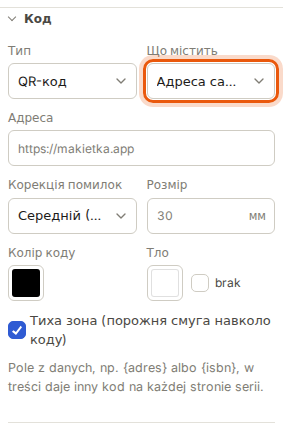 Код
Тип
Що містить
QR-код
Адреса са...
Адреса
https://makietka.app
Корекція помилок
Розмір
Середній (...
30
мм
Колір коду
Тло
brak
Тиха зона (порожня смуга навколо
коду)
Pole z danych, np. {adres} albo {isbn}, w
treści daje inny kod na każdej stronie serii.